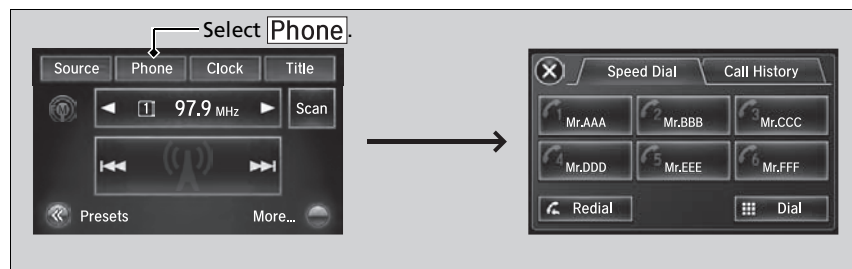 Select Phone.
Source Phone Clock Title
1 97.9 MHz Scan
Presets More...
Speed Dial Call History
1 Mr.AAA 2 Mr.BBB 3 Mr.CCC
4 Mr.DDD 5 Mr.EEE 6 Mr.FFF
Redial Dial